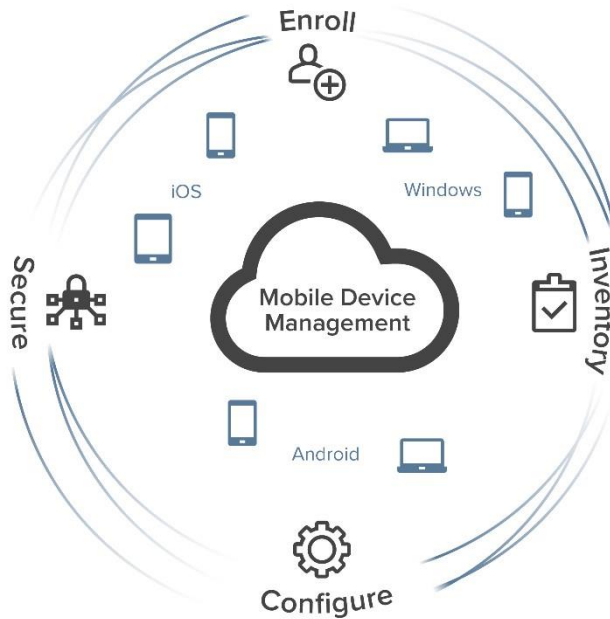 Enroll
iOS
Windows
Secure
Mobile Device
Management
Inventory
Android
Configure